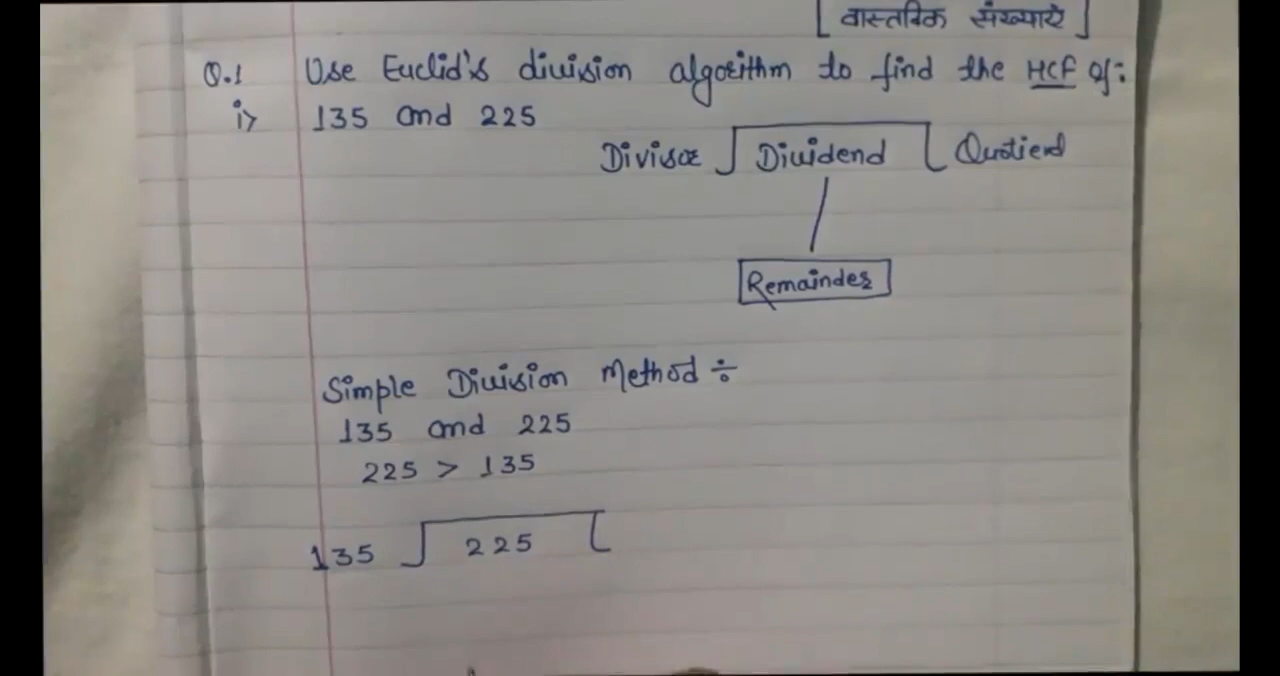 [ वास्तविक संख्याएे ]
Q.1 Use Euclid's division algorithm to find the HCF of:
i> 135 and 225
Divisor Dividend Quotient
Remainder
Simple Division Method ÷
135 and 225
225 > 135
135 225